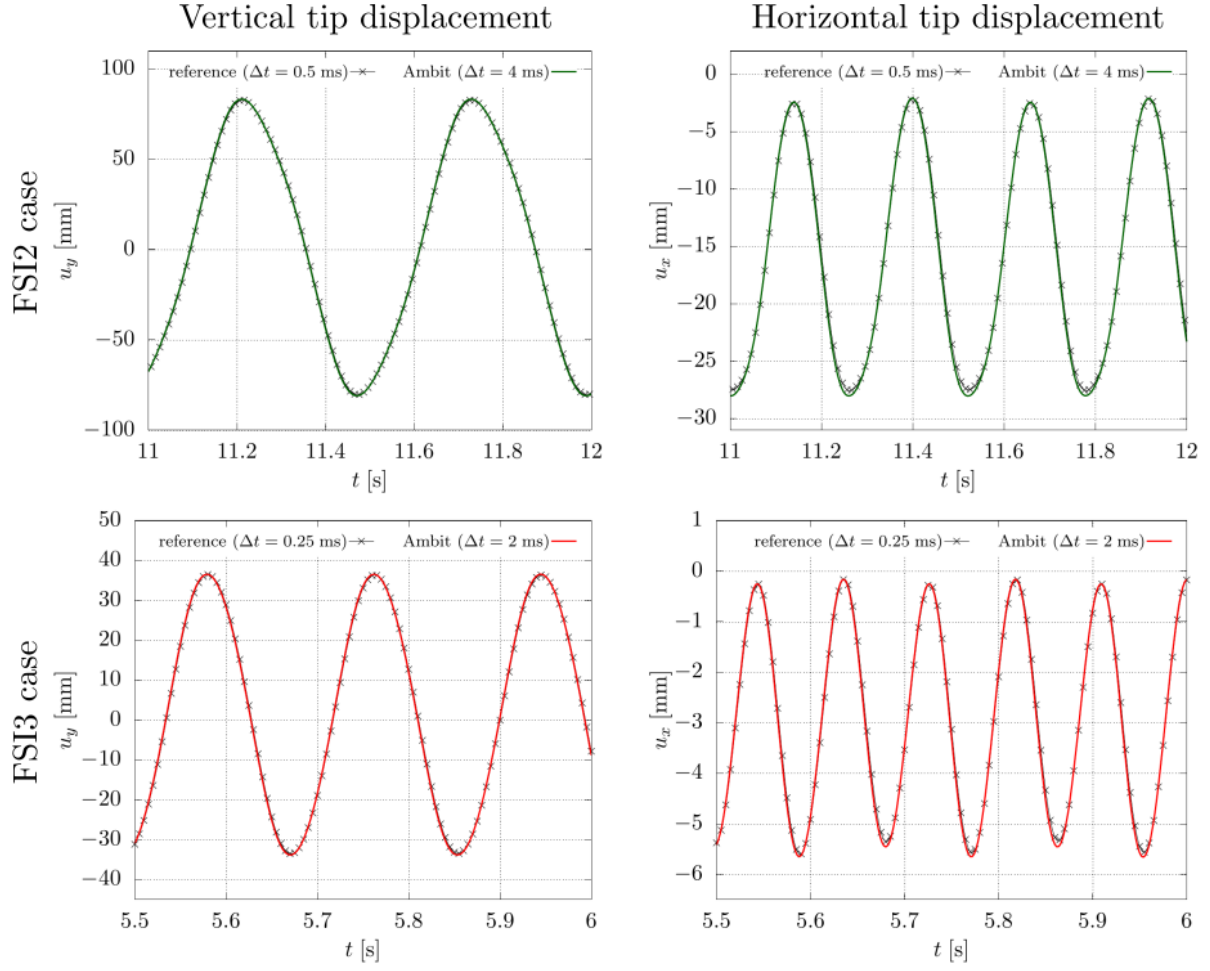 Vertical tip displacement
Horizontal tip displacement
FSI2 case
reference (Δt = 0.5 ms)
Ambit (Δt = 4 ms)
100
50
0
−50
−100
u_y [mm]
11
11.2
11.4
11.6
11.8
12
t [s]
reference (Δt = 0.5 ms)
Ambit (Δt = 4 ms)
0
−5
−10
−15
−20
−25
−30
u_x [mm]
11
11.2
11.4
11.6
11.8
12
t [s]
FSI3 case
reference (Δt = 0.25 ms)
Ambit (Δt = 2 ms)
50
40
30
20
10
0
−10
−20
−30
−40
u_y [mm]
5.5
5.6
5.7
5.8
5.9
6
t [s]
reference (Δt = 0.25 ms)
Ambit (Δt = 2 ms)
1
0
−1
−2
−3
−4
−5
−6
u_x [mm]
5.5
5.6
5.7
5.8
5.9
6
t [s]